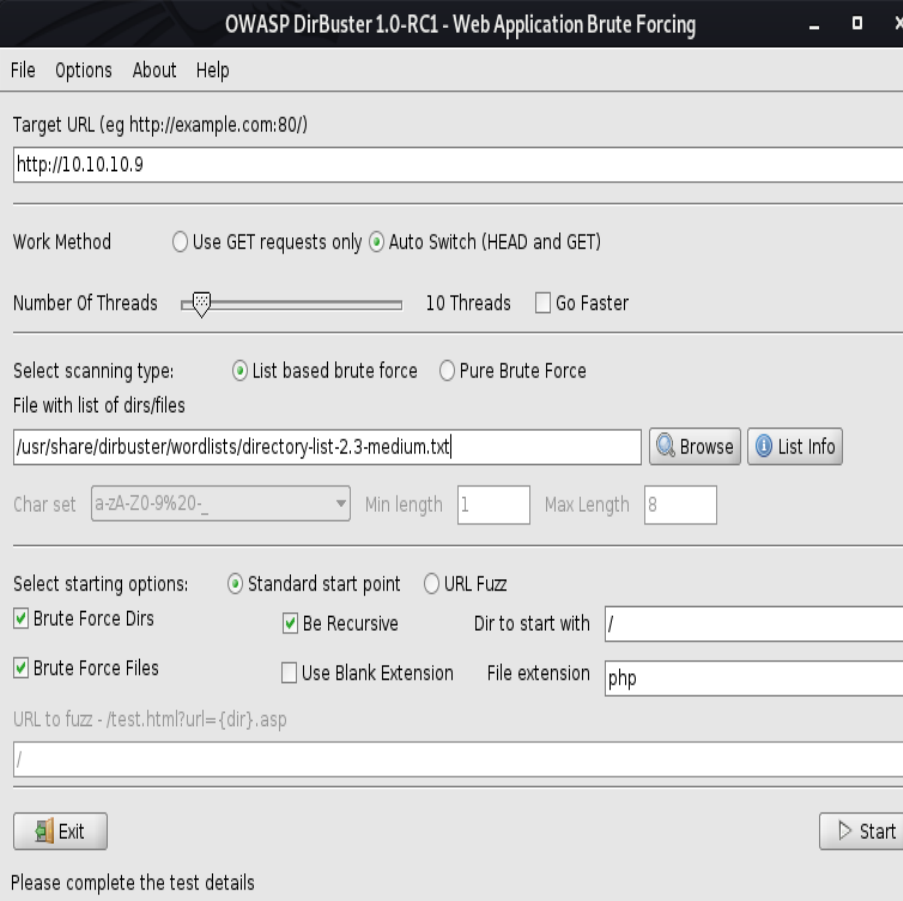 OWASP DirBuster 1.0-RC1 - Web Application Brute Forcing
File Options About Help
Target URL (eg http://example.com:80/)
http://10.10.10.9
Work Method Use GET requests only Auto Switch (HEAD and GET)
Number Of Threads 10 Threads Go Faster
Select scanning type: List based brute force Pure Brute Force
File with list of dirs/files
/usr/share/dirbuster/wordlists/directory-list-2.3-medium.txt Browse List Info
Char set a-zA-Z0-9%20-_ Min length 1 Max Length 8
Select starting options: Standard start point URL Fuzz
Brute Force Dirs Be Recursive Dir to start with /
Brute Force Files Use Blank Extension File extension php
URL to fuzz - /test.html?url={dir}.asp
/
Exit Start
Please complete the test details